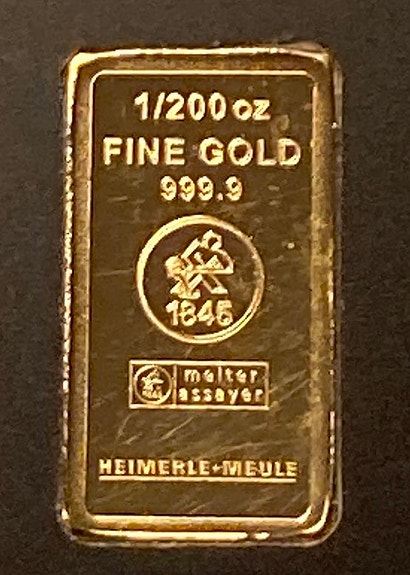 1/200 oz
FINE GOLD
999.9
1845
melter
assayer
HEIMERLE+MEULE